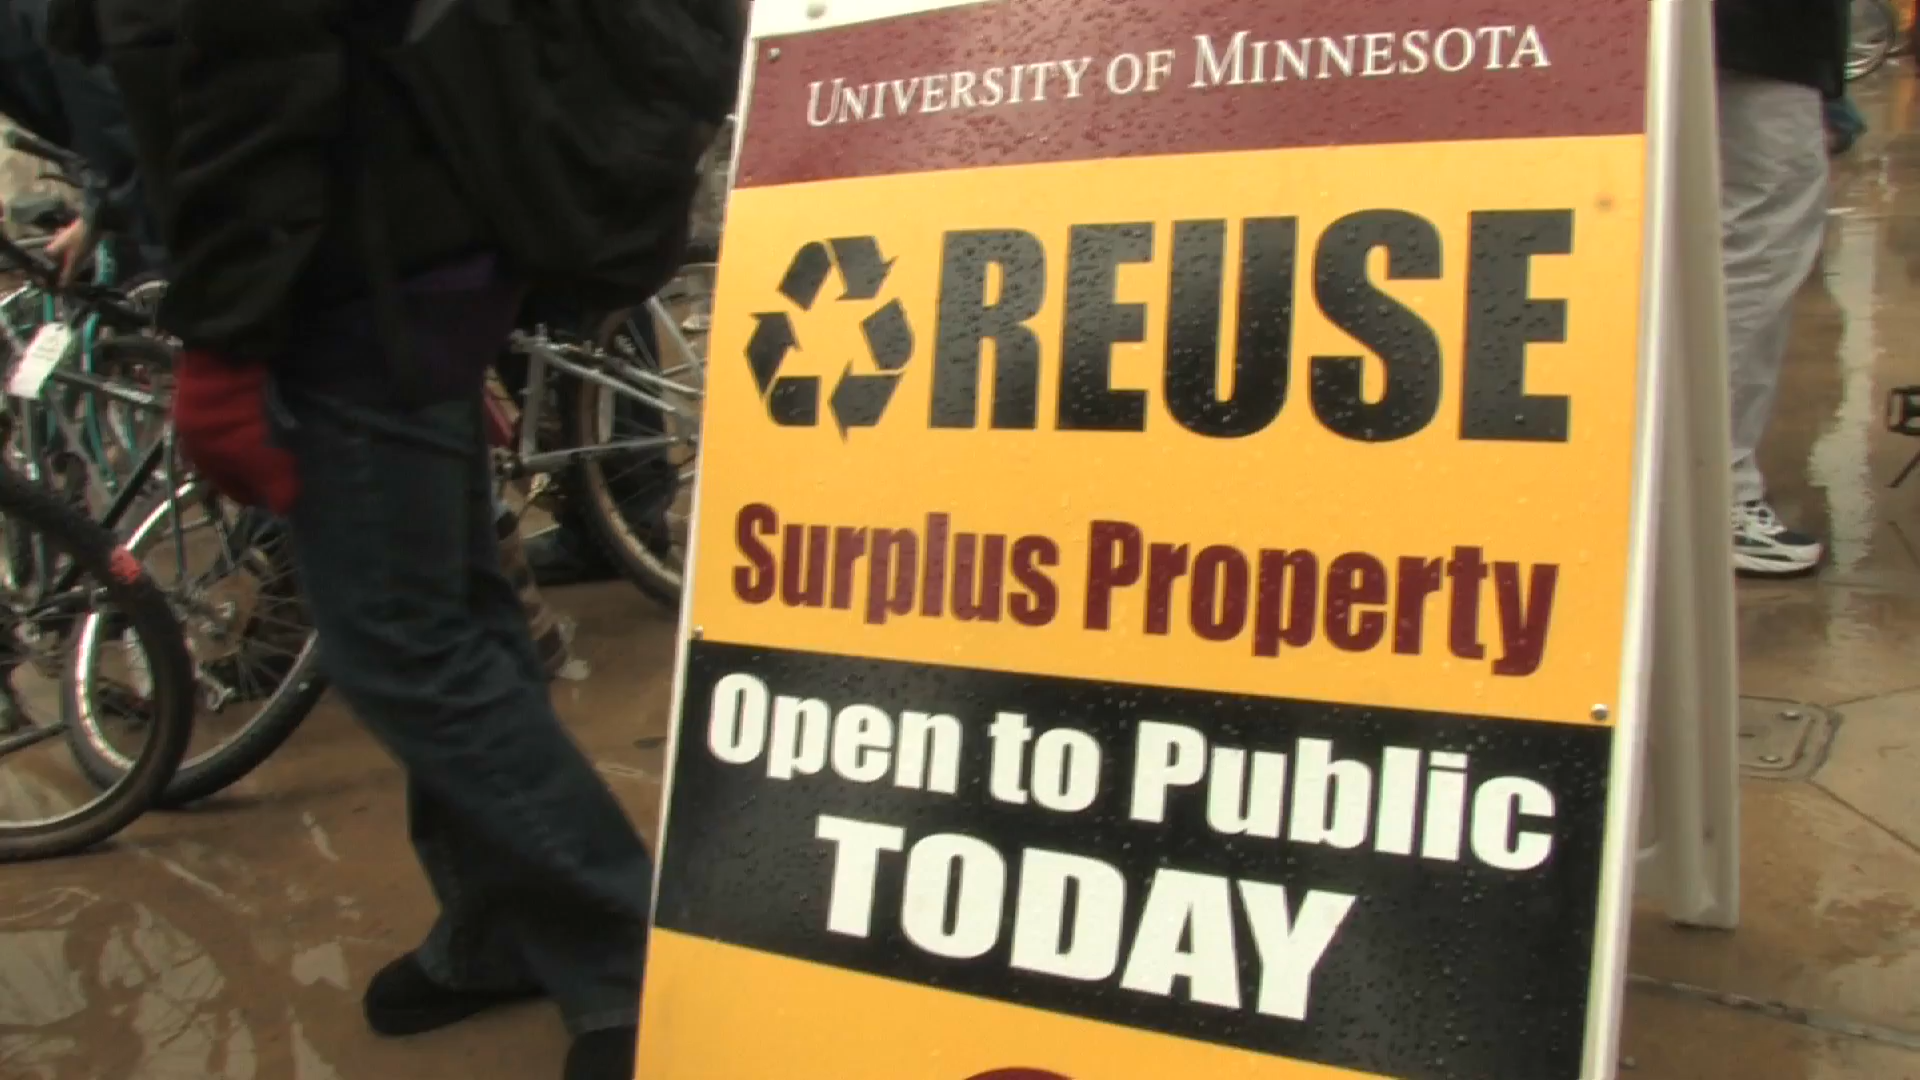 UNIVERSITY OF MINNESOTA
REUSE
Surplus Property
Open to Public
TODAY